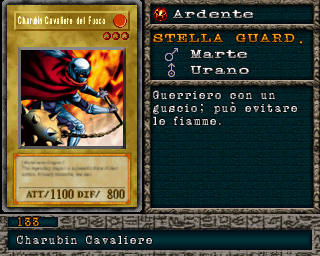 Charubin Cavaliere del Fuoco
ATT/1100 DIF/ 800
Ardente
STELLA GUARD.
Marte
Urano
Guerriero con un
guscio; può evitare
le fiamme.
133
Charubin Cavaliere